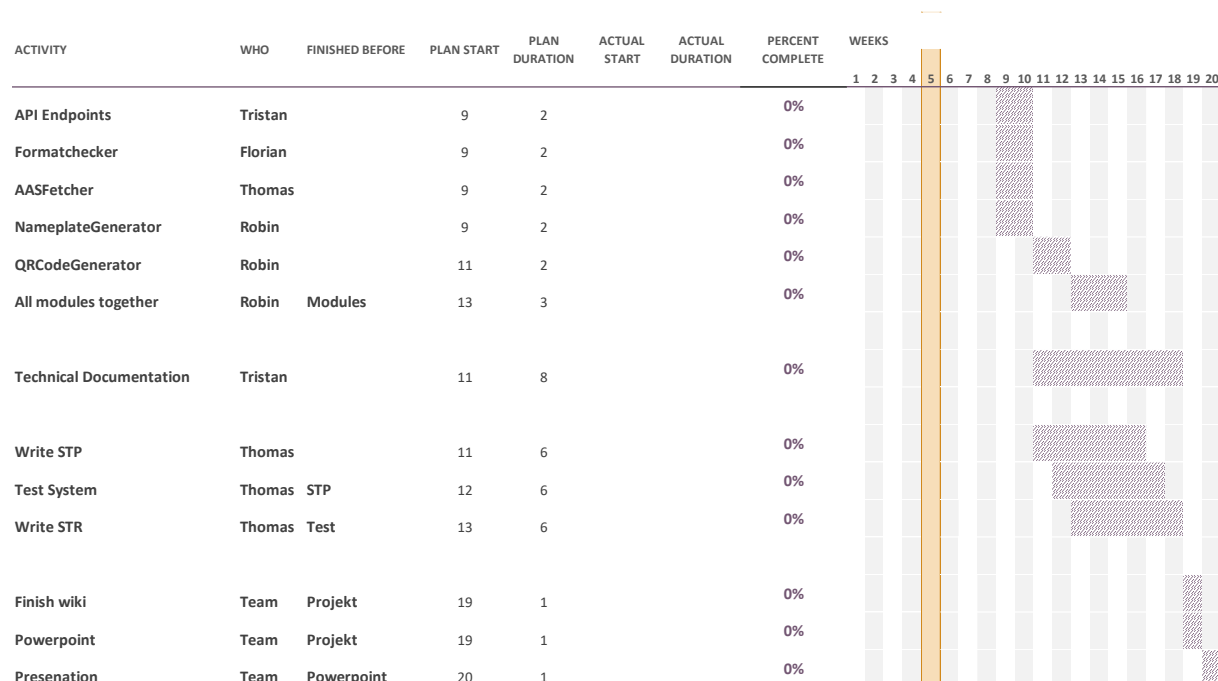 ACTIVITY WHO FINISHED BEFORE PLAN START PLAN DURATION ACTUAL START ACTUAL DURATION PERCENT COMPLETE WEEKS
1 2 3 4 5 6 7 8 9 10 11 12 13 14 15 16 17 18 19 20
API Endpoints Tristan 9 2 0%
Formatchecker Florian 9 2 0%
AASFetcher Thomas 9 2 0%
NameplateGenerator Robin 9 2 0%
QRCodeGenerator Robin 11 2 0%
All modules together Robin Modules 13 3 0%
Technical Documentation Tristan 11 8 0%
Write STP Thomas 11 6 0%
Test System Thomas STP 12 6 0%
Write STR Thomas Test 13 6 0%
Finish wiki Team Projekt 19 1 0%
Powerpoint Team Projekt 19 1 0%
Presenation Team Powerpoint 20 1 0%